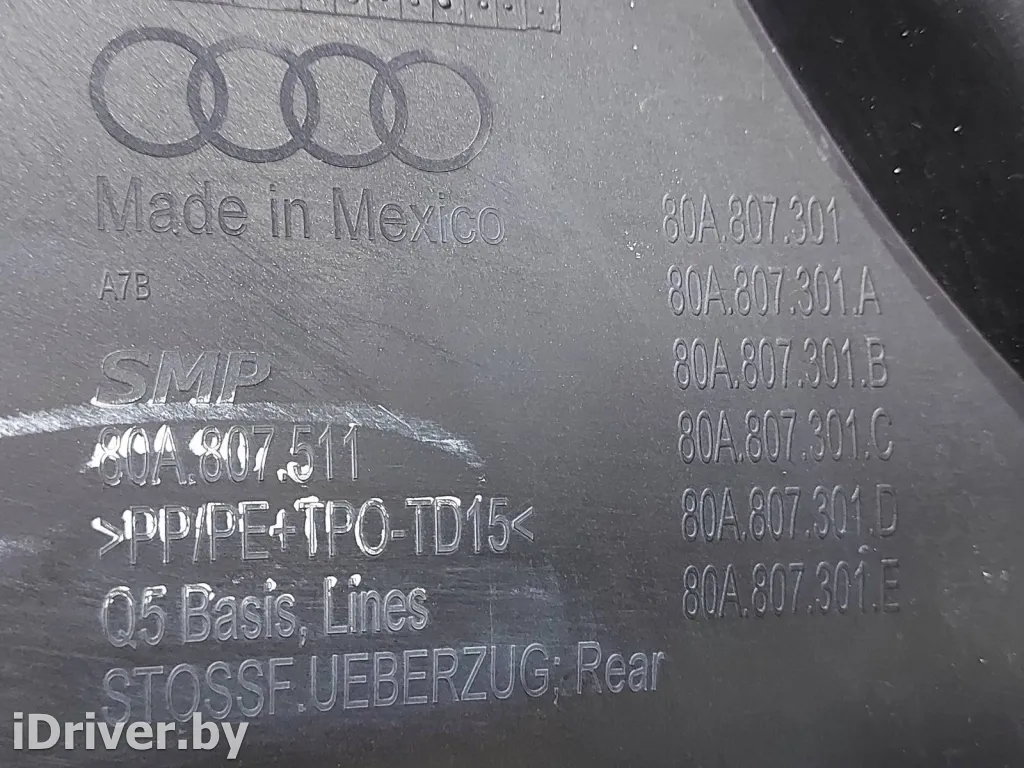 Made in Mexico
A7B
SMP
80A.807.511
>PP/PE+TPO-TD15<
Q5 Basis, Lines
STOSSF.UEBERZUG; Rear
80A.807.301
80A.807.301.A
80A.807.301.B
80A.807.301.C
80A.807.301.D
80A.807.301.E
iDriver.by